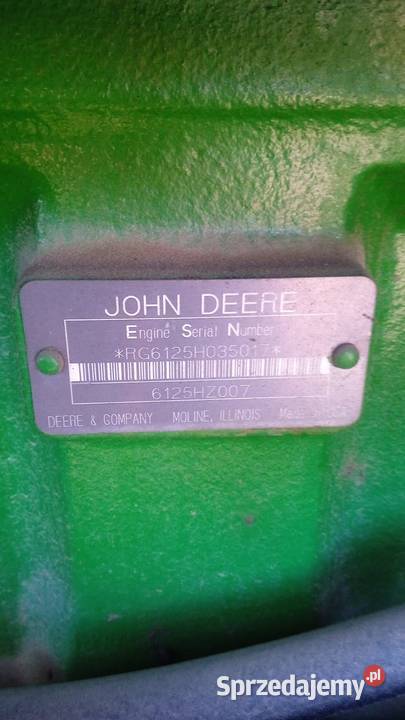 JOHN DEERE
Engine Serial Number
*RG6125H035017*
6125HZ007
DEERE & COMPANY MOLINE, ILLINOIS Made in USA
Sprzedajemy.pl